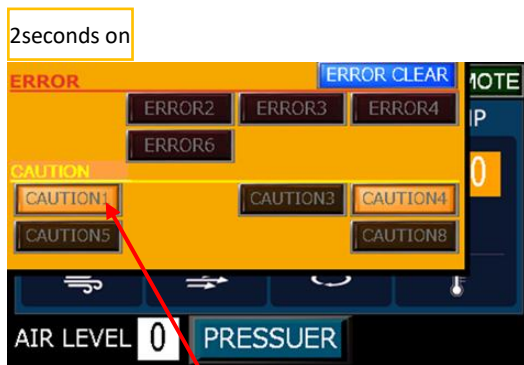 2seconds on
ERROR ERROR CLEAR MOTE
ERROR2 ERROR3 ERROR4 IP
ERROR6
CAUTION 0
CAUTION1 CAUTION3 CAUTION4
CAUTION5 CAUTION8
AIR LEVEL 0 PRESSUER